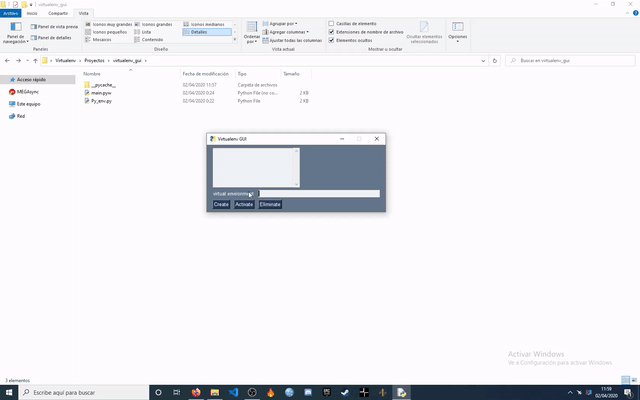 virtualenv_gui
Archivo Inicio Compartir Vista
Panel de navegación
Panel de vista previa
Panel de detalles
Paneles
Iconos muy grandes Iconos grandes Iconos medianos
Iconos pequeños Lista Detalles
Mosaicos Contenido
Diseño
Ordenar por
Agrupar por
Agregar columnas
Ajustar todas las columnas
Vista actual
Casillas de elemento
Extensiones de nombre de archivo
Elementos ocultos
Ocultar elementos seleccionados
Mostrar u ocultar
Opciones
Virtualenv > Proyectos > virtualenv_gui >
Buscar en virtualenv_gui
Nombre Fecha de modificación Tipo Tamaño
Acceso rápido
MEGAsync
Este equipo
Red
__pycache__ 02/04/2020 11:57 Carpeta de archivos
main.pyw 02/04/2020 0:24 Python File (no co... 2 KB
Py_env.py 02/04/2020 0:22 Python File 2 KB
Virtualenv GUI
virtual environment
Create Activate Eliminate
Activar Windows
Ve a Configuración para activar Windows.
3 elementos
Escribe aquí para buscar
11:59
02/04/2020